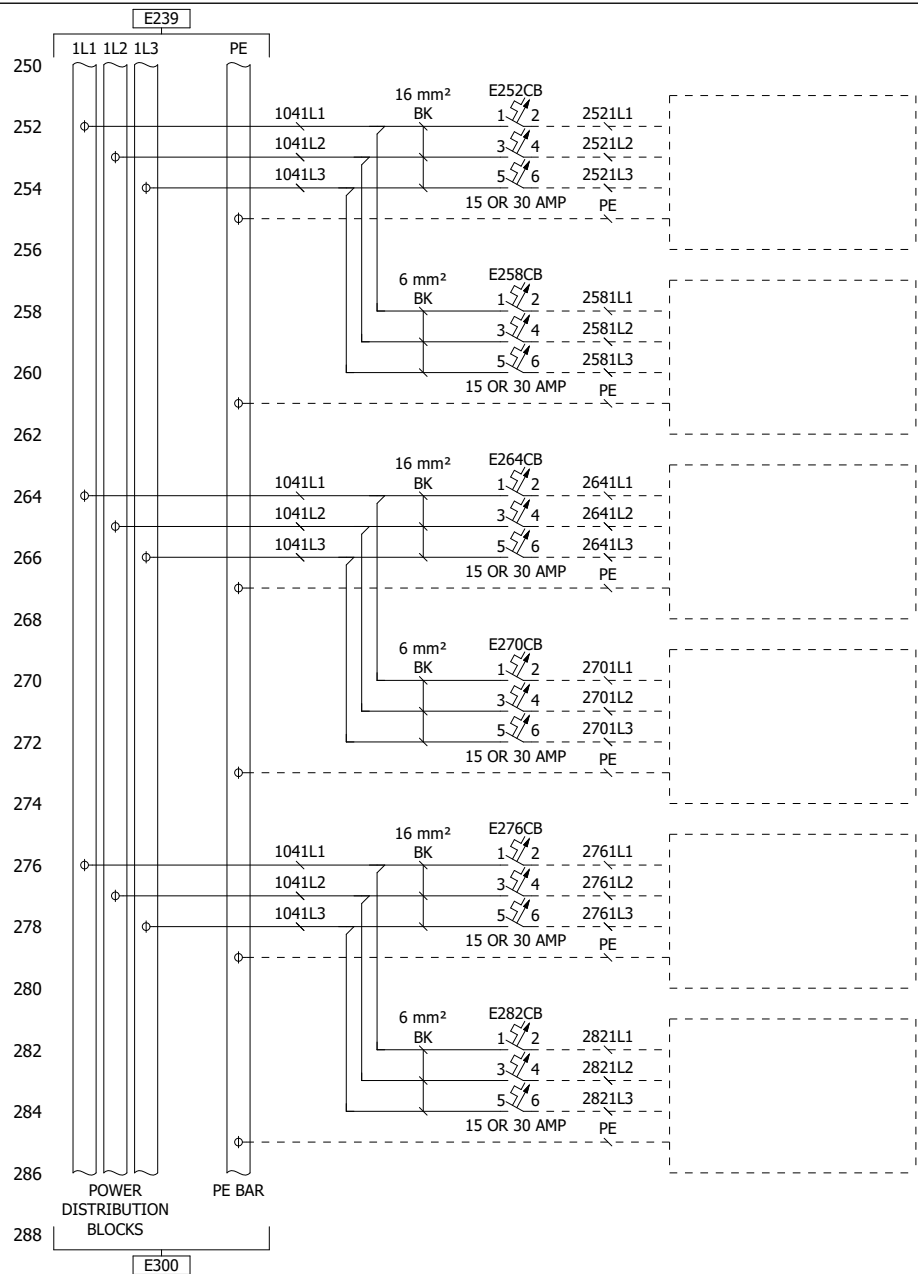 E239
1L1 1L2 1L3 PE
250
16 mm² E252CB
1041L1 BK 1 2 2521L1
252
1041L2 3 4 2521L2
1041L3 5 6 2521L3
254
15 OR 30 AMP PE
256
6 mm² E258CB
BK 1 2 2581L1
258
3 4 2581L2
5 6 2581L3
260
15 OR 30 AMP PE
262
16 mm² E264CB
1041L1 BK 1 2 2641L1
264
1041L2 3 4 2641L2
1041L3 5 6 2641L3
266
15 OR 30 AMP PE
268
6 mm² E270CB
BK 1 2 2701L1
270
3 4 2701L2
5 6 2701L3
272
15 OR 30 AMP PE
274
16 mm² E276CB
1041L1 BK 1 2 2761L1
276
1041L2 3 4 2761L2
1041L3 5 6 2761L3
278
15 OR 30 AMP PE
280
6 mm² E282CB
BK 1 2 2821L1
282
3 4 2821L2
5 6 2821L3
284
15 OR 30 AMP PE
286
POWER PE BAR
DISTRIBUTION
BLOCKS
288
E300